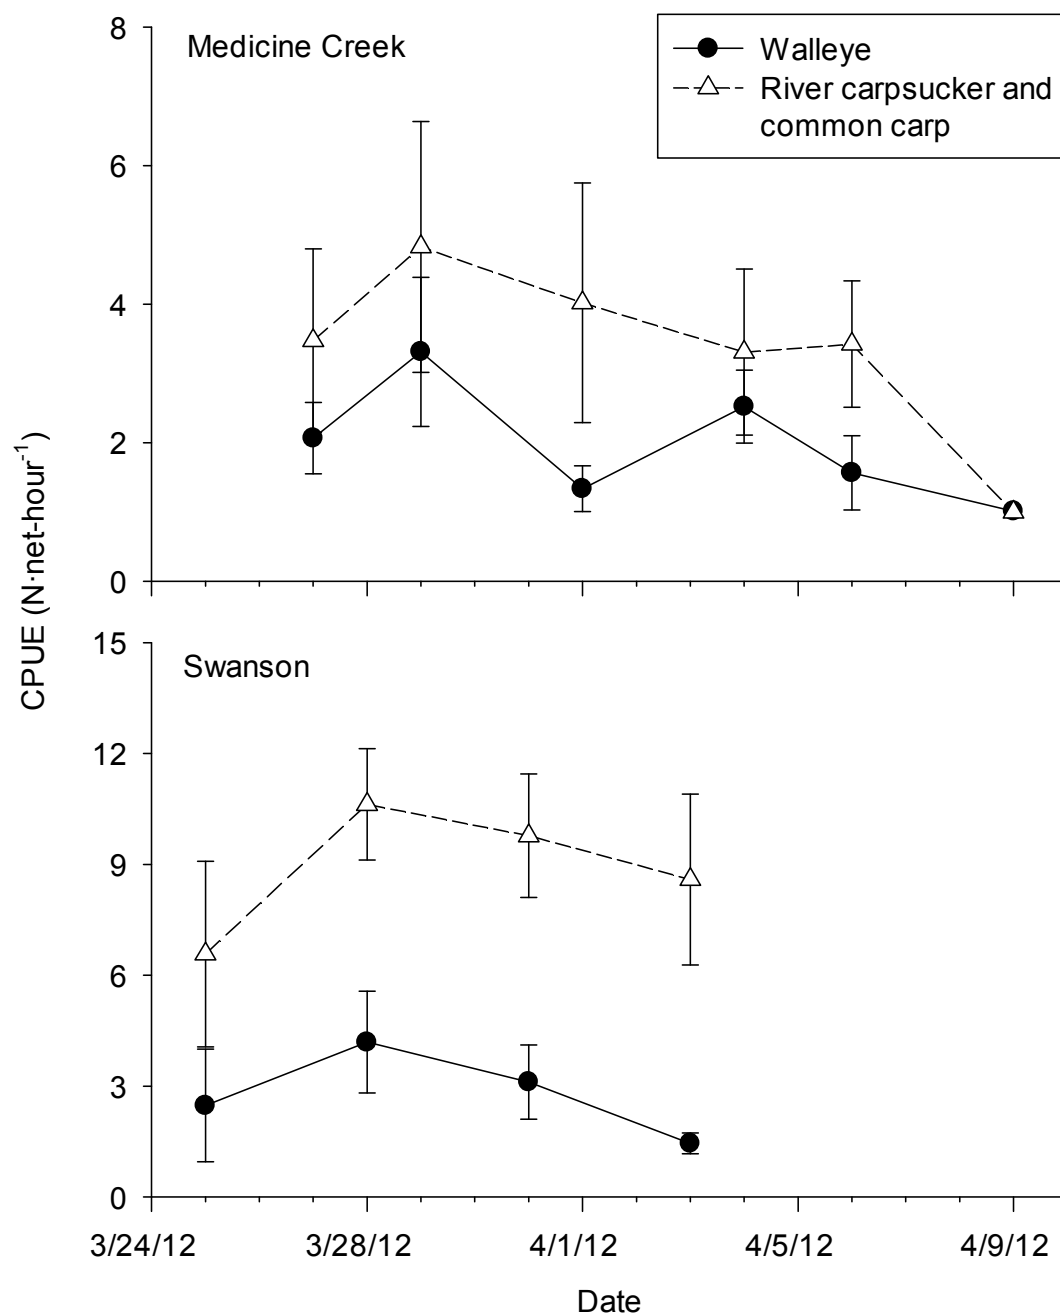 8
Medicine Creek
Walleye
River carpsucker and
common carp
6
4
2
0
CPUE (N·net-hour⁻¹)
15
Swanson
12
9
6
3
0
3/24/12 3/28/12 4/1/12 4/5/12 4/9/12
Date